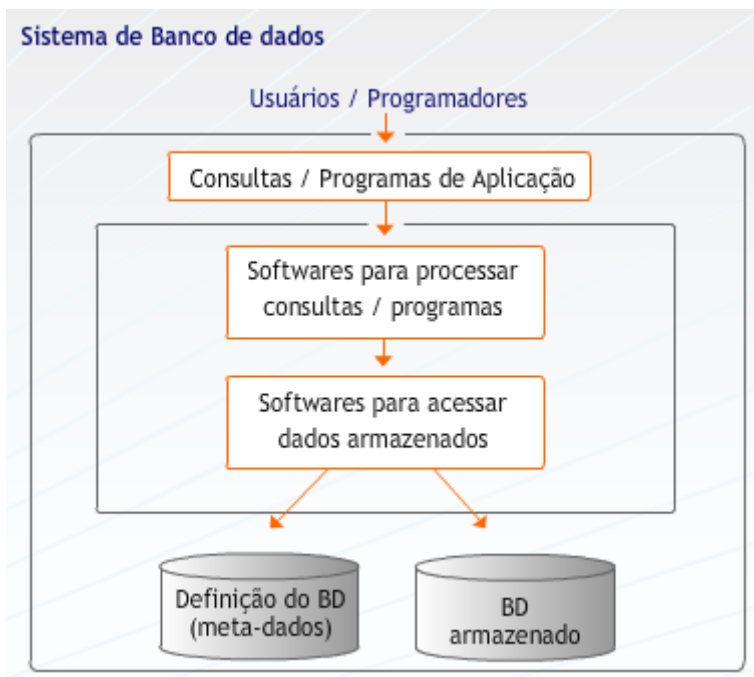 Sistema de Banco de dados
Usuários / Programadores
Consultas / Programas de Aplicação
Softwares para processar
consultas / programas
Softwares para acessar
dados armazenados
Definição do BD
(meta-dados)
BD
armazenado